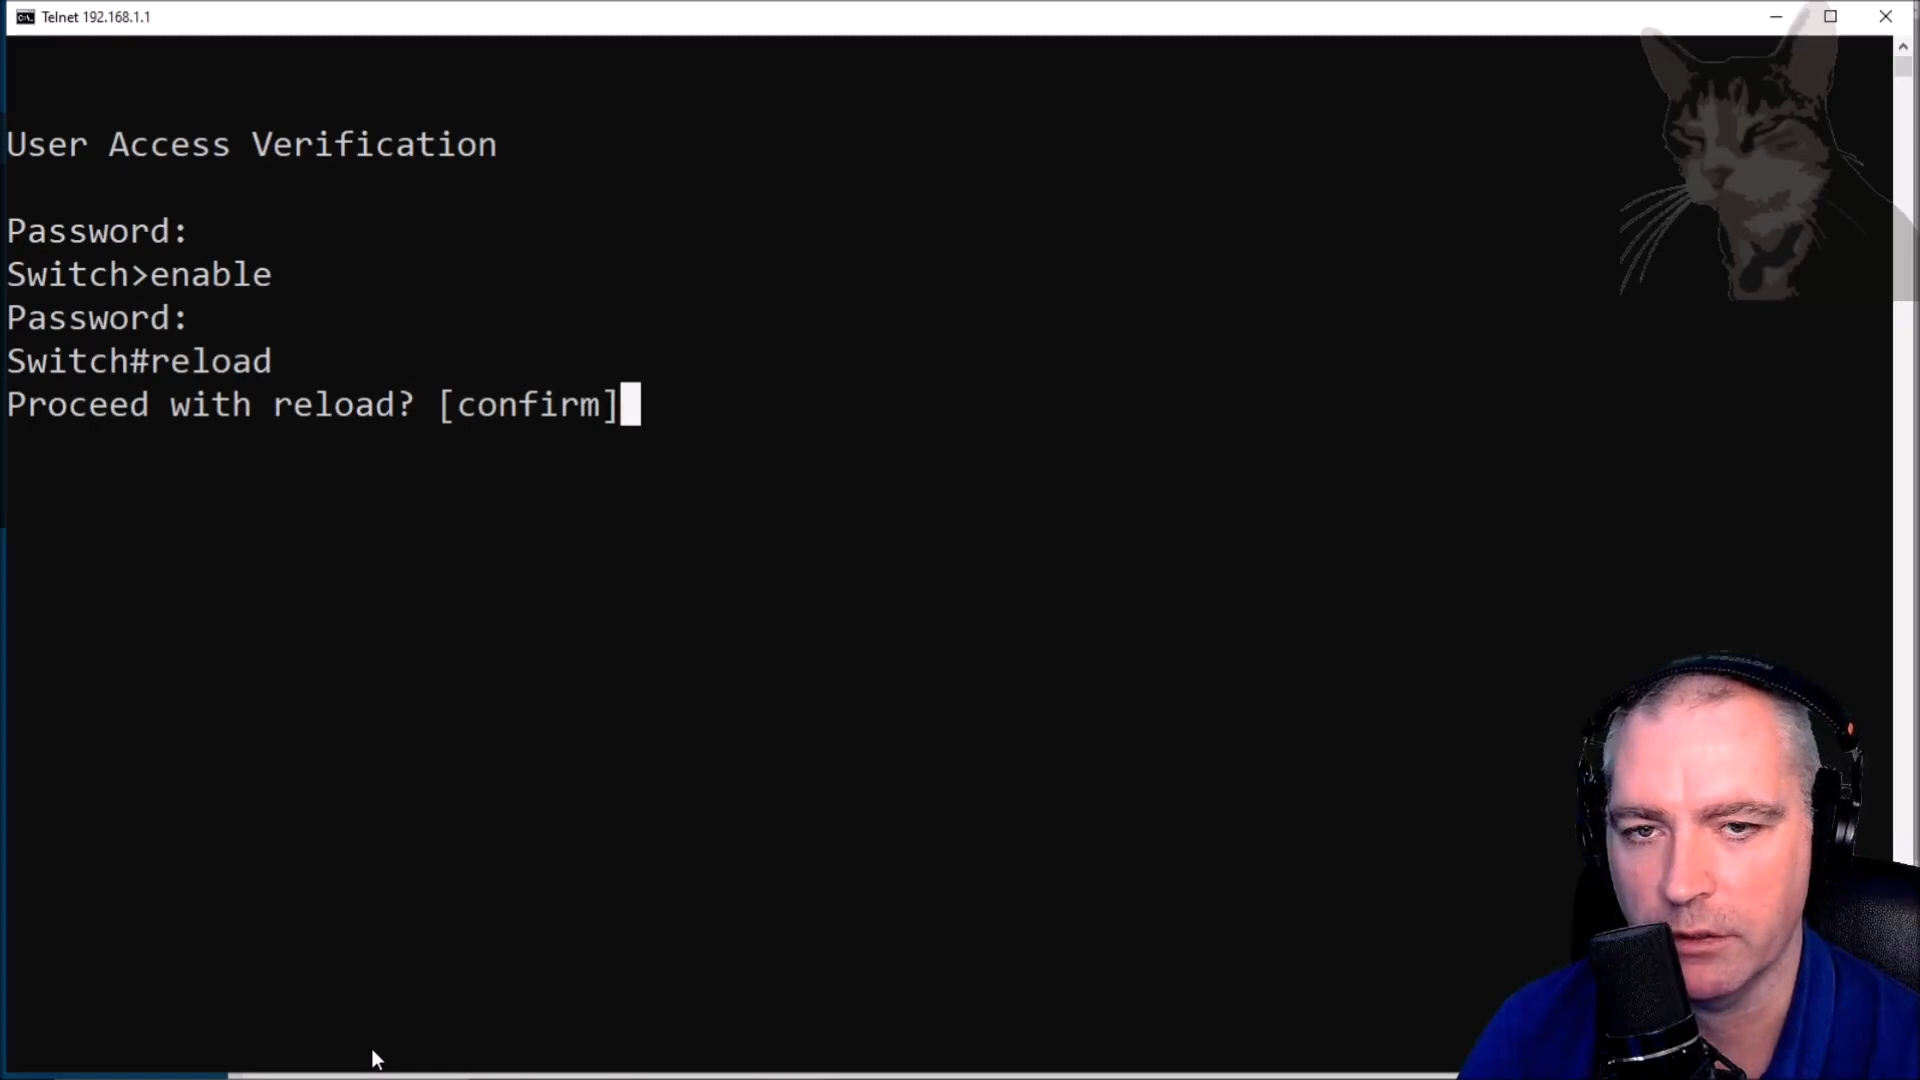 Telnet 192.168.1.1
User Access Verification
Password:
Switch>enable
Password:
Switch#reload
Proceed with reload? [confirm]